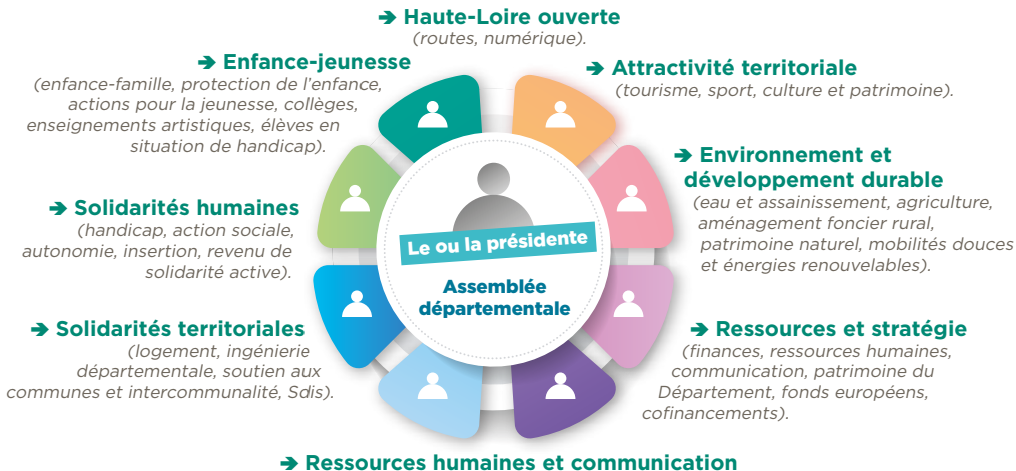 ➔ Haute-Loire ouverte
(routes, numérique).
➔ Enfance-jeunesse
(enfance-famille, protection de l'enfance,
actions pour la jeunesse, collèges,
enseignements artistiques, élèves en
situation de handicap).
➔ Attractivité territoriale
(tourisme, sport, culture et patrimoine).
➔ Environnement et
développement durable
(eau et assainissement, agriculture,
aménagement foncier rural,
patrimoine naturel, mobilités douces
et énergies renouvelables).
➔ Solidarités humaines
(handicap, action sociale,
autonomie, insertion, revenu de
solidarité active).
Le ou la présidente
Assemblée
départementale
➔ Solidarités territoriales
(logement, ingénierie
départementale, soutien aux
communes et intercommunalité, Sdis).
➔ Ressources et stratégie
(finances, ressources humaines,
communication, patrimoine du
Département, fonds européens,
cofinancements).
➔ Ressources humaines et communication